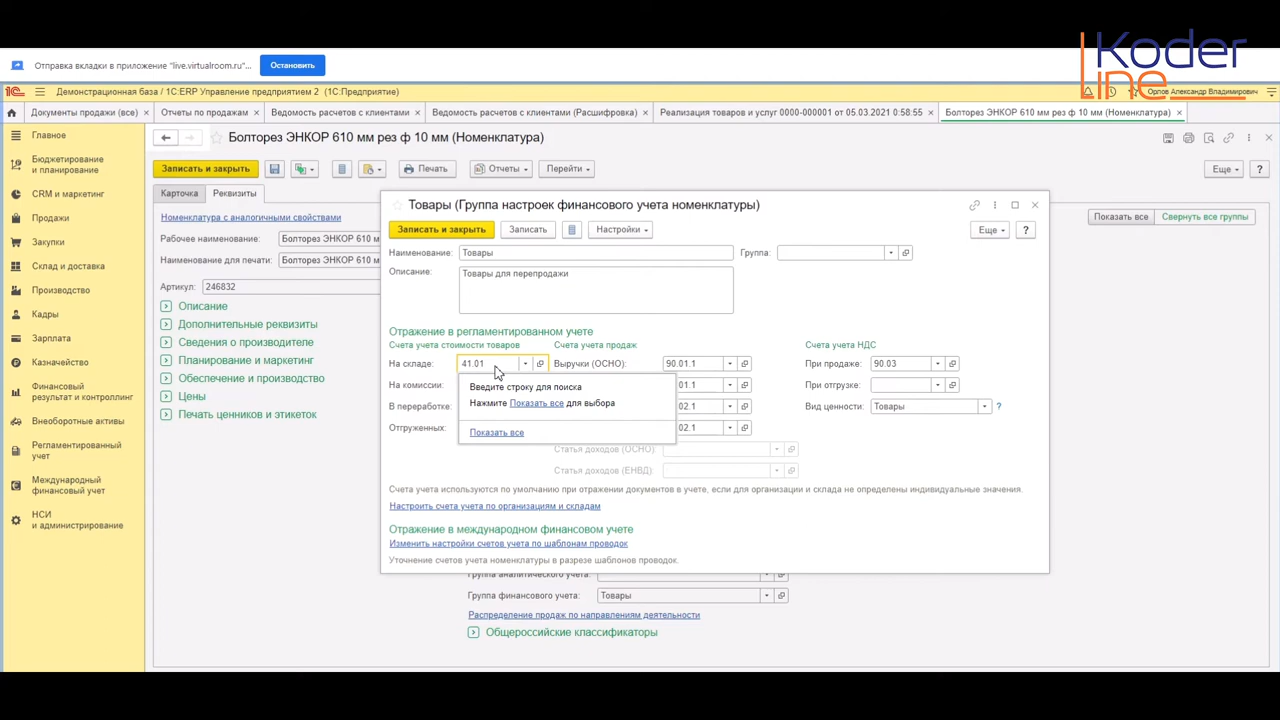 Koder
Line
Отправка вкладки в приложение "live.virtualroom.ru"...
Остановить
Демонстрационная база / 1С:ERP Управление предприятием 2 (1С:Предприятие)
Орлов Александр Владимирович
Документы продажи (все) ×
Отчеты по продажам ×
Ведомость расчетов с клиентами ×
Ведомость расчетов с клиентами (Расшифровка) ×
Реализация товаров и услуг 0000-000001 от 05.03.2021 0:58:55 ×
Болторез ЭНКОР 610 мм рез ф 10 мм (Номенклатура) ×
Главное
Бюджетирование
и планирование
CRM и маркетинг
Продажи
Закупки
Склад и доставка
Производство
Кадры
Зарплата
Казначейство
Финансовый
результат и контроллинг
Внеоборотные активы
Регламентированный
учет
Международный
финансовый учет
НСИ
и администрирование
Болторез ЭНКОР 610 мм рез ф 10 мм (Номенклатура)
Записать и закрыть
Печать
Отчеты
Перейти
Еще
?
Карточка
Реквизиты
Номенклатура с аналогичными свойствами
Показать все
Свернуть все группы
Рабочее наименование: Болторез ЭНКОР 610 м
Наименование для печати: Болторез ЭНКОР 610 м
Артикул: 246832
Описание
Дополнительные реквизиты
Сведения о производителе
Планирование и маркетинг
Обеспечение и производство
Цены
Печать ценников и этикеток
Товары (Группа настроек финансового учета номенклатуры)
Записать и закрыть
Записать
Настройки
Еще
?
Наименование: Товары
Группа:
Описание: Товары для перепродажи
Отражение в регламентированном учете
Счета учета стоимости товаров
Счета учета продаж
Счета учета НДС
На складе: 41.01
Выручки (ОСНО): 90.01.1
При продаже: 90.03
На комиссии:
.01.1
При отгрузке:
В переработке:
.02.1
Вид ценности: Товары ?
Отгруженных:
.02.1
Введите строку для поиска
Нажмите Показать все для выбора
Показать все
Статья доходов (ОСНО):
Статья доходов (ЕНВД):
Счета учета используются по умолчанию при отражении документов в учете, если для организации и склада не определены индивидуальные значения.
Настроить счета учета по организациям и складам
Отражение в международном финансовом учете
Изменить настройки счетов учета по шаблонам проводок
Уточнение счетов учета номенклатуры в разрезе шаблонов проводок.
Группа аналитического учета:
Группа финансового учета: Товары
Распределение продаж по направлениям деятельности
Общероссийские классификаторы